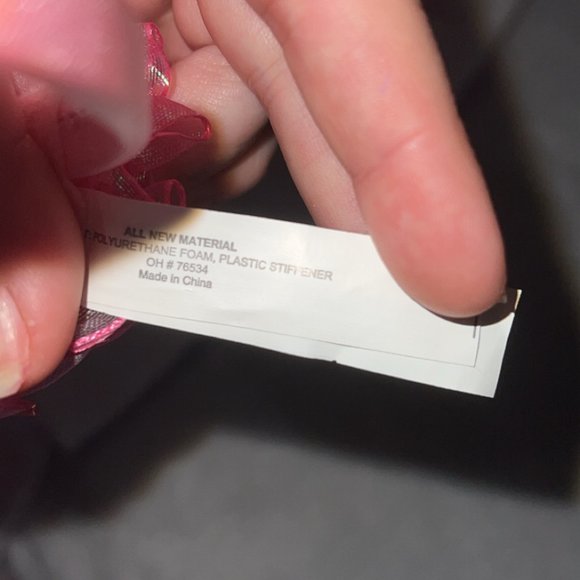 ALL NEW MATERIAL
POLYURETHANE FOAM, PLASTIC STIFFENER
OH # 76534
Made in China